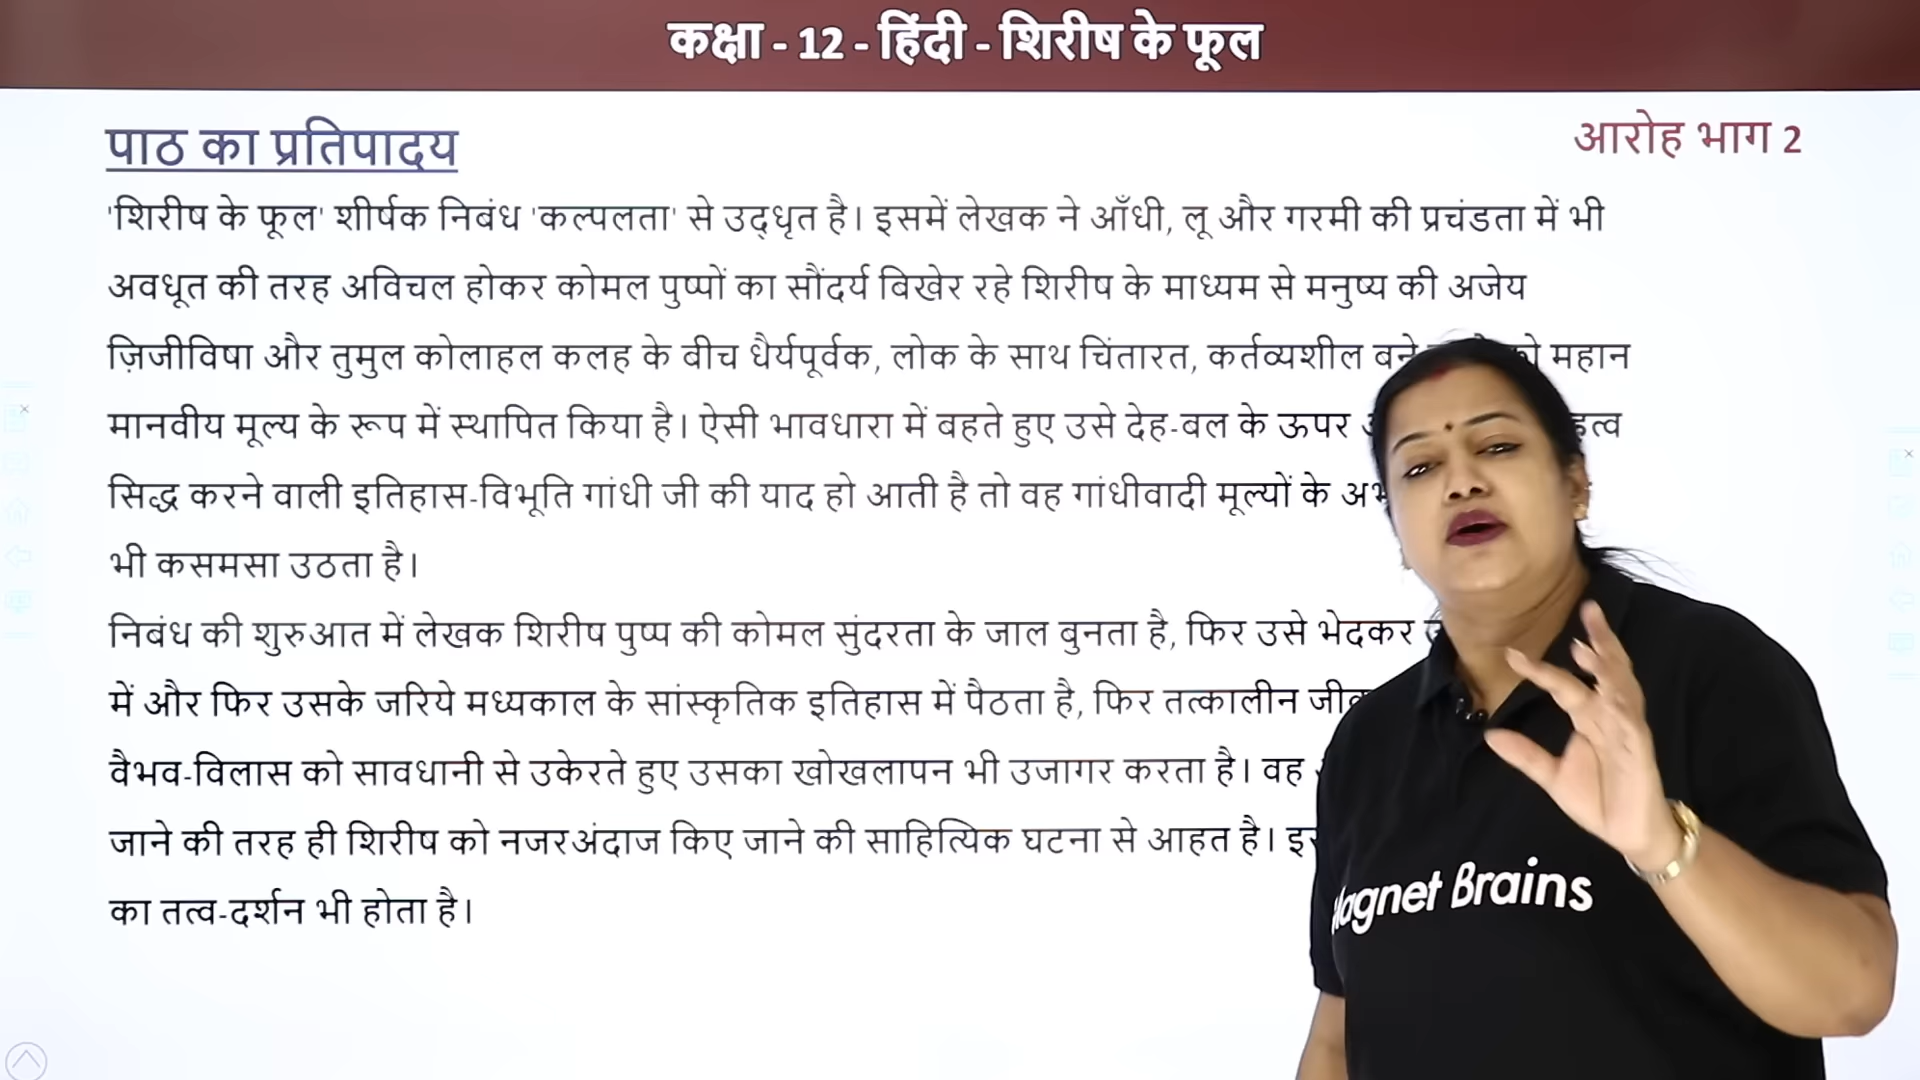 कक्षा - 12 - हिंदी - शिरीष के फूल
पाठ का प्रतिपादय
आरोह भाग 2
'शिरीष के फूल' शीर्षक निबंध 'कल्पलता' से उद्धृत है। इसमें लेखक ने आँधी, लू और गरमी की प्रचंडता में भी
अवधूत की तरह अविचल होकर कोमल पुष्पों का सौंदर्य बिखेर रहे शिरीष के माध्यम से मनुष्य की अजेय
ज़िजीविषा और तुमुल कोलाहल कलह के बीच धैर्यपूर्वक, लोक के साथ चिंतारत, कर्तव्यशील बने महान
मानवीय मूल्य के रूप में स्थापित किया है। ऐसी भावधारा में बहते हुए उसे देह-बल के ऊपर
सिद्ध करने वाली इतिहास-विभूति गांधी जी की याद हो आती है तो वह गांधीवादी मूल्यों के
भी कसमसा उठता है।
निबंध की शुरुआत में लेखक शिरीष पुष्प की कोमल सुंदरता के जाल बुनता है, फिर उसे भेदकर
में और फिर उसके जरिये मध्यकाल के सांस्कृतिक इतिहास में पैठता है, फिर तत्कालीन
वैभव-विलास को सावधानी से उकेरते हुए उसका खोखलापन भी उजागर करता है। वह
जाने की तरह ही शिरीष को नजरअंदाज किए जाने की साहित्यिक घटना से आहत है।
का तत्व-दर्शन भी होता है।
agnet Brains